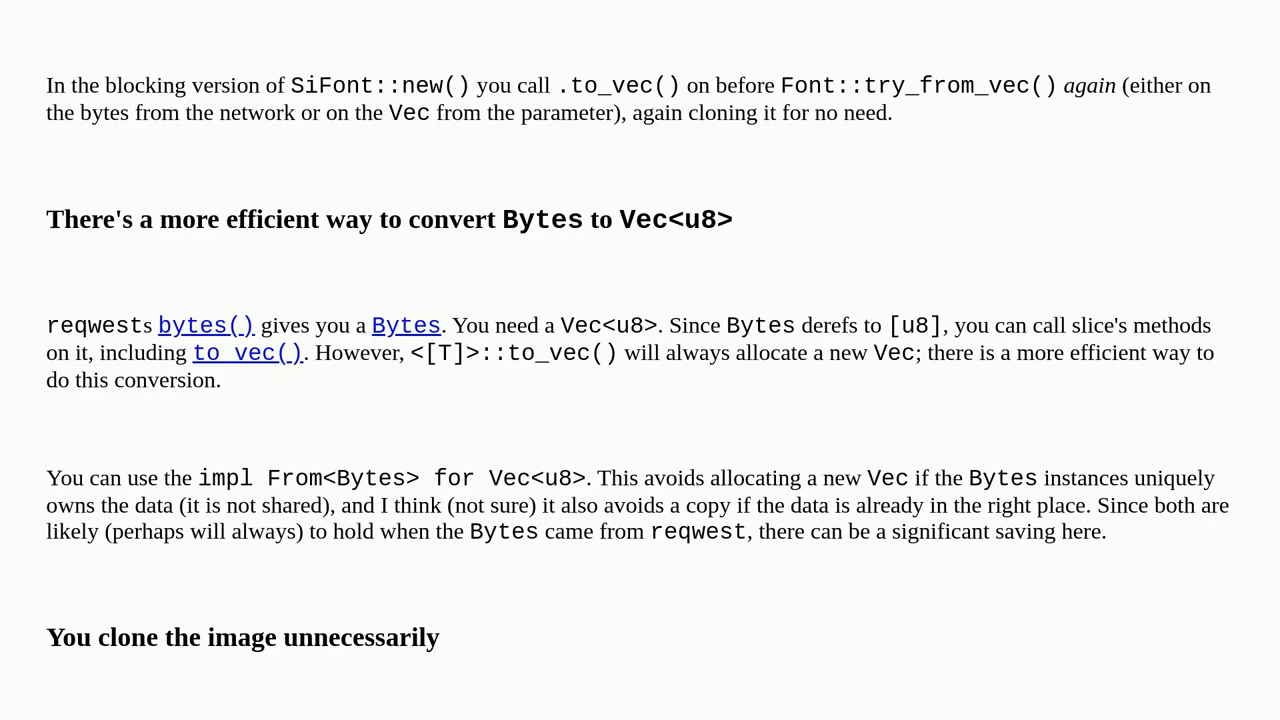 In the blocking version of SiFont::new() you call .to_vec() on before Font::try_from_vec() again (either on
the bytes from the network or on the Vec from the parameter), again cloning it for no need.
There's a more efficient way to convert Bytes to Vec<u8>
reqwests bytes() gives you a Bytes. You need a Vec<u8>. Since Bytes derefs to [u8], you can call slice's methods
on it, including to_vec(). However, <[T]>::to_vec() will always allocate a new Vec; there is a more efficient way to
do this conversion.
You can use the impl From<Bytes> for Vec<u8>. This avoids allocating a new Vec if the Bytes instances uniquely
owns the data (it is not shared), and I think (not sure) it also avoids a copy if the data is already in the right place. Since both are
likely (perhaps will always) to hold when the Bytes came from reqwest, there can be a significant saving here.
You clone the image unnecessarily